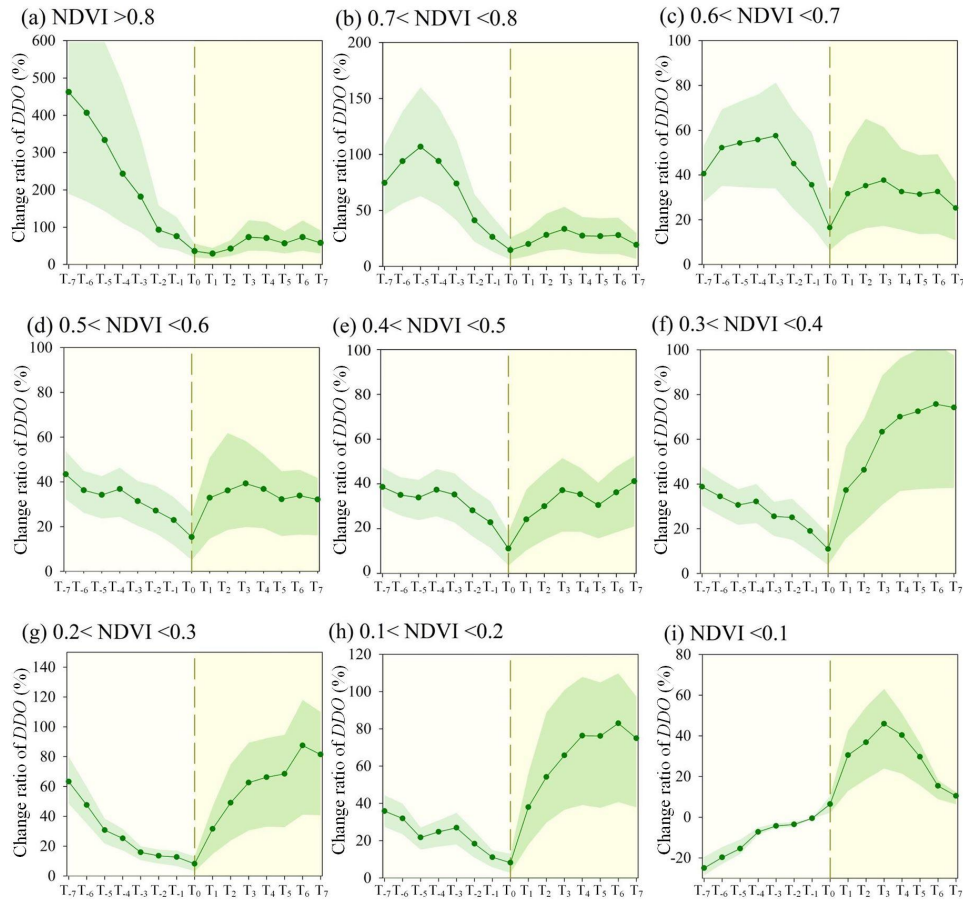 (a) NDVI >0.8
Change ratio of DDO (%)
600
500
400
300
200
100
0
T-7 T-6 T-5 T-4 T-3 T-2 T-1 T0 T1 T2 T3 T4 T5 T6 T7
(b) 0.7< NDVI <0.8
Change ratio of DDO (%)
200
150
100
50
0
T-7 T-6 T-5 T-4 T-3 T-2 T-1 T0 T1 T2 T3 T4 T5 T6 T7
(c) 0.6< NDVI <0.7
Change ratio of DDO (%)
100
80
60
40
20
0
T-7 T-6 T-5 T-4 T-3 T-2 T-1 T0 T1 T2 T3 T4 T5 T6 T7
(d) 0.5< NDVI <0.6
Change ratio of DDO (%)
100
80
60
40
20
0
T-7 T-6 T-5 T-4 T-3 T-2 T-1 T0 T1 T2 T3 T4 T5 T6 T7
(e) 0.4< NDVI <0.5
Change ratio of DDO (%)
100
80
60
40
20
0
T-7 T-6 T-5 T-4 T-3 T-2 T-1 T0 T1 T2 T3 T4 T5 T6 T7
(f) 0.3< NDVI <0.4
Change ratio of DDO (%)
100
80
60
40
20
0
T-7 T-6 T-5 T-4 T-3 T-2 T-1 T0 T1 T2 T3 T4 T5 T6 T7
(g) 0.2< NDVI <0.3
Change ratio of DDO (%)
140
120
100
80
60
40
20
0
T-7 T-6 T-5 T-4 T-3 T-2 T-1 T0 T1 T2 T3 T4 T5 T6 T7
(h) 0.1< NDVI <0.2
Change ratio of DDO (%)
120
100
80
60
40
20
0
T-7 T-6 T-5 T-4 T-3 T-2 T-1 T0 T1 T2 T3 T4 T5 T6 T7
(i) NDVI <0.1
Change ratio of DDO (%)
80
60
40
20
0
-20
T-7 T-6 T-5 T-4 T-3 T-2 T-1 T0 T1 T2 T3 T4 T5 T6 T7